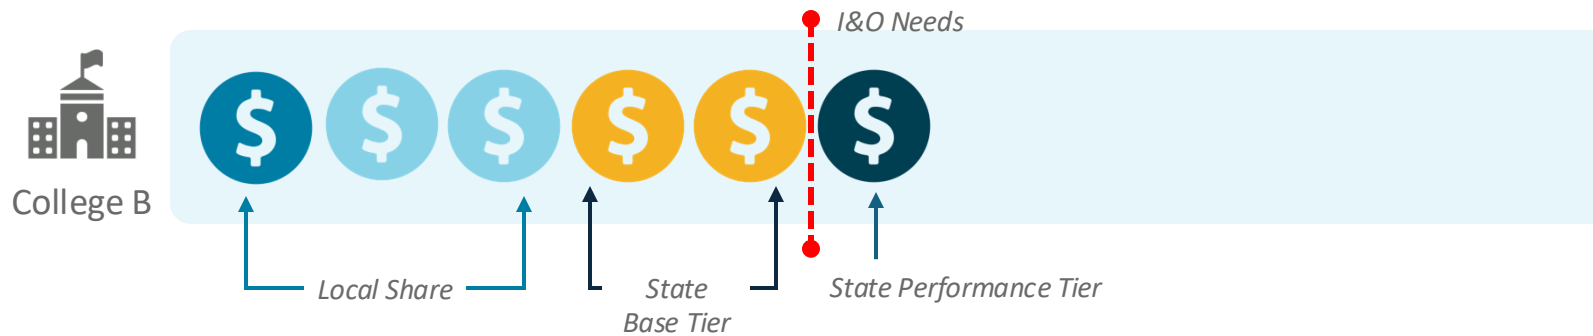 I&O Needs
$ $ $ $ $ $
College B
Local Share
State
Base Tier
State Performance Tier